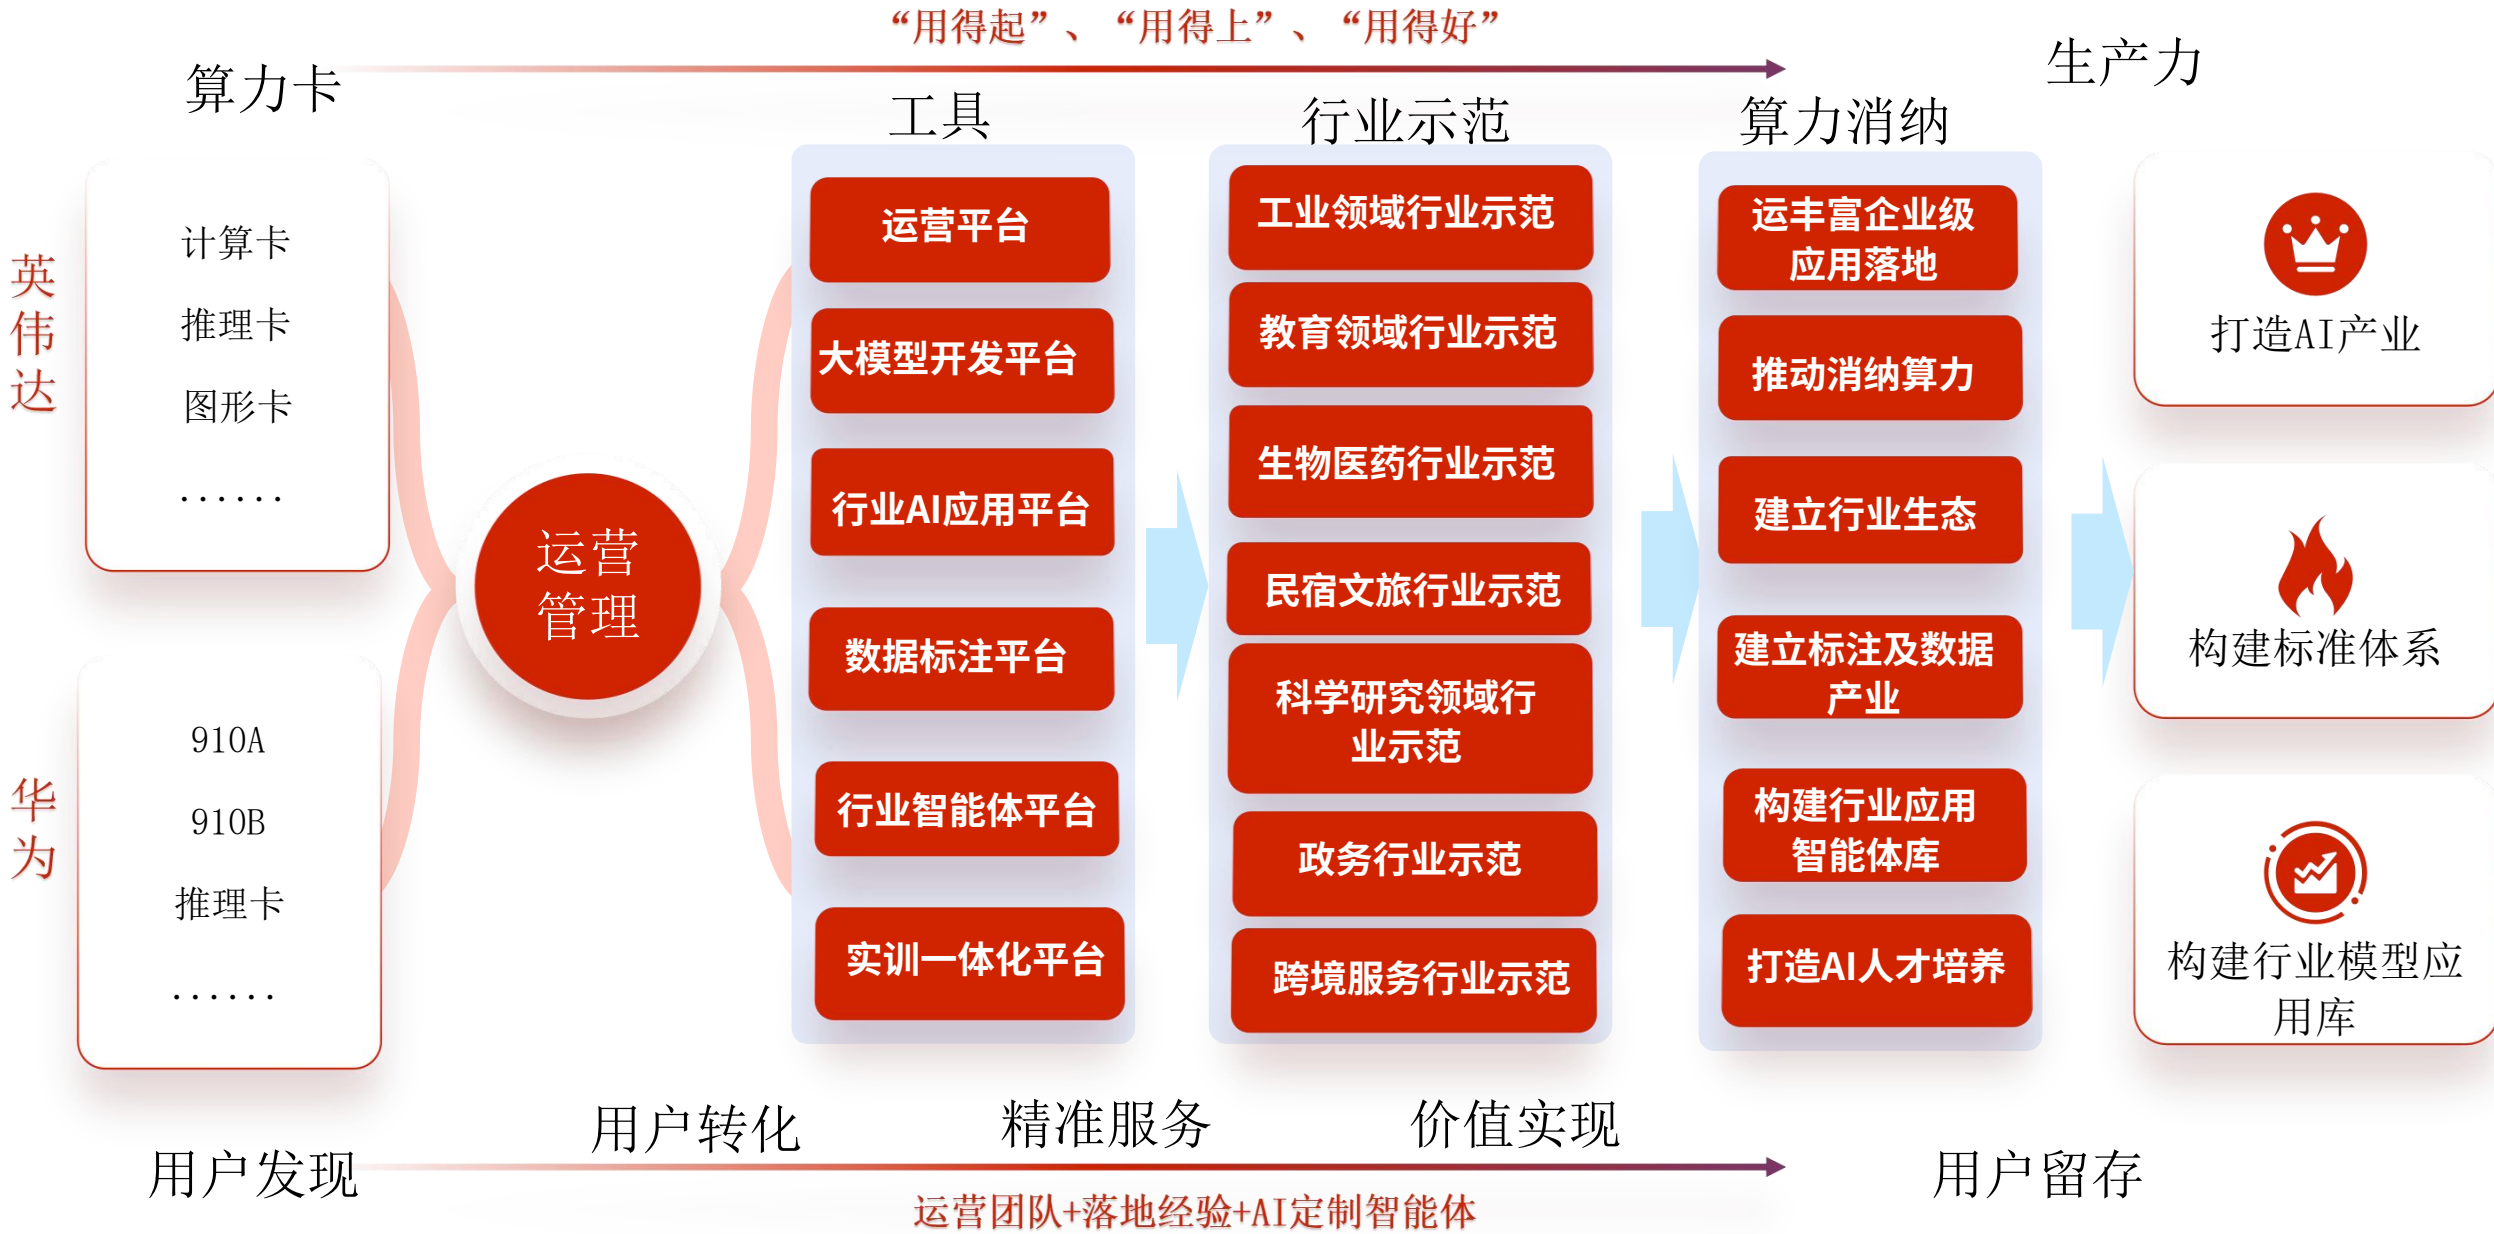 “用得起”、“用得上”、“用得好”
算力卡
工具
行业示范
算力消纳
生产力
英伟达
计算卡
推理卡
图形卡
......
华为
910A
910B
推理卡
......
运营
管理
运营平台
大模型开发平台
行业AI应用平台
数据标注平台
行业智能体平台
实训一体化平台
工业领域行业示范
教育领域行业示范
生物医药行业示范
民宿文旅行业示范
科学研究领域行
业示范
政务行业示范
跨境服务行业示范
运丰富企业级
应用落地
推动消纳算力
建立行业生态
建立标注及数据
产业
构建行业应用
智能体库
打造AI人才培养
打造AI产业
构建标准体系
构建行业模型应
用库
用户发现
用户转化
精准服务
价值实现
用户留存
运营团队+落地经验+AI定制智能体